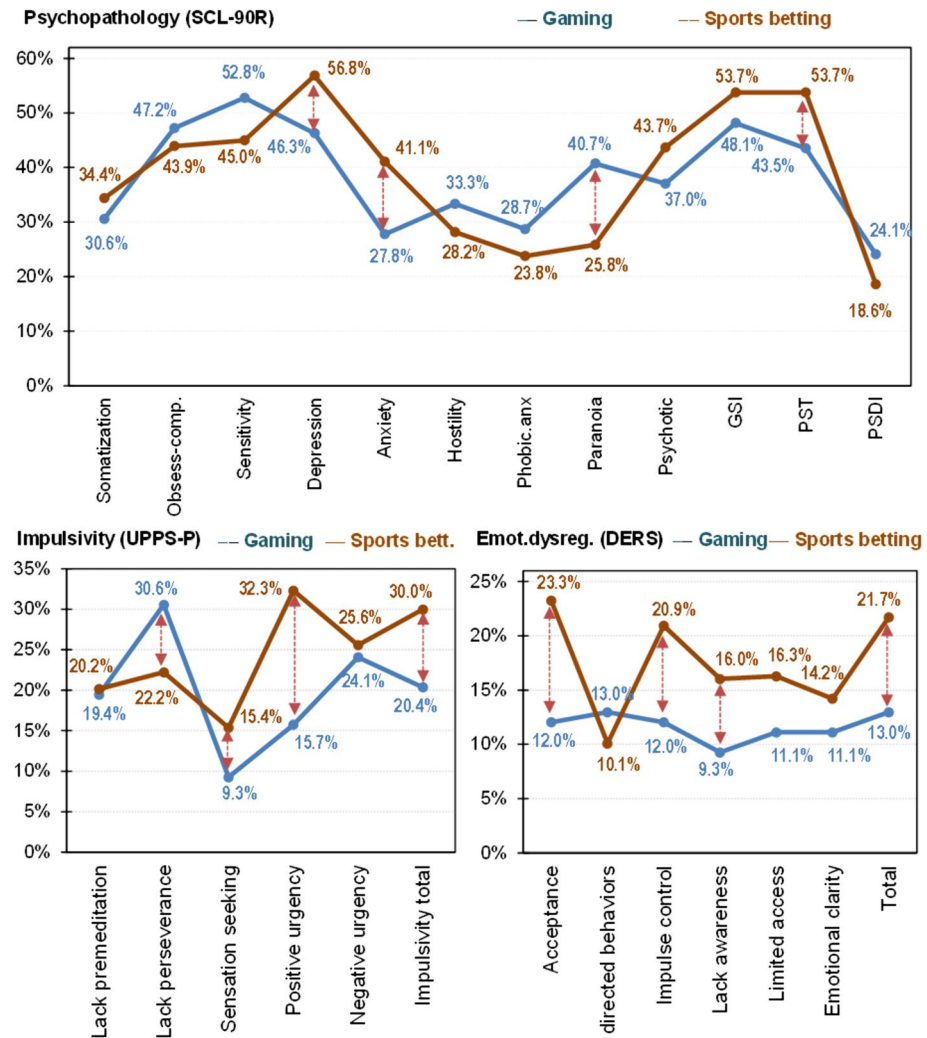 Psychopathology (SCL-90R) Gaming Sports betting
60%
50%
40%
30%
20%
10%
0%
34.4% 47.2% 52.8% 56.8% 41.1% 33.3% 28.7% 40.7% 43.7% 53.7% 53.7% 24.1%
30.6% 43.9% 45.0% 46.3% 27.8% 28.2% 23.8% 25.8% 37.0% 48.1% 43.5% 18.6%
Somatization
Obsess-comp.
Sensitivity
Depression
Anxiety
Hostility
Phobic.anx
Paranoia
Psychotic
GSI
PST
PSDI
Impulsivity (UPPS-P) Gaming Sports bett.
35%
30%
25%
20%
15%
10%
5%
0%
20.2% 30.6% 15.4% 32.3% 25.6% 30.0%
19.4% 22.2% 9.3% 15.7% 24.1% 20.4%
Lack premeditation
Lack perseverance
Sensation seeking
Positive urgency
Negative urgency
Impulsivity total
Emot.dysreg. (DERS) Gaming Sports betting
25%
20%
15%
10%
5%
0%
23.3% 13.0% 20.9% 16.0% 16.3% 14.2% 21.7%
12.0% 10.1% 12.0% 9.3% 11.1% 11.1% 13.0%
Acceptance
directed behaviors
Impulse control
Lack awareness
Limited access
Emotional clarity
Total